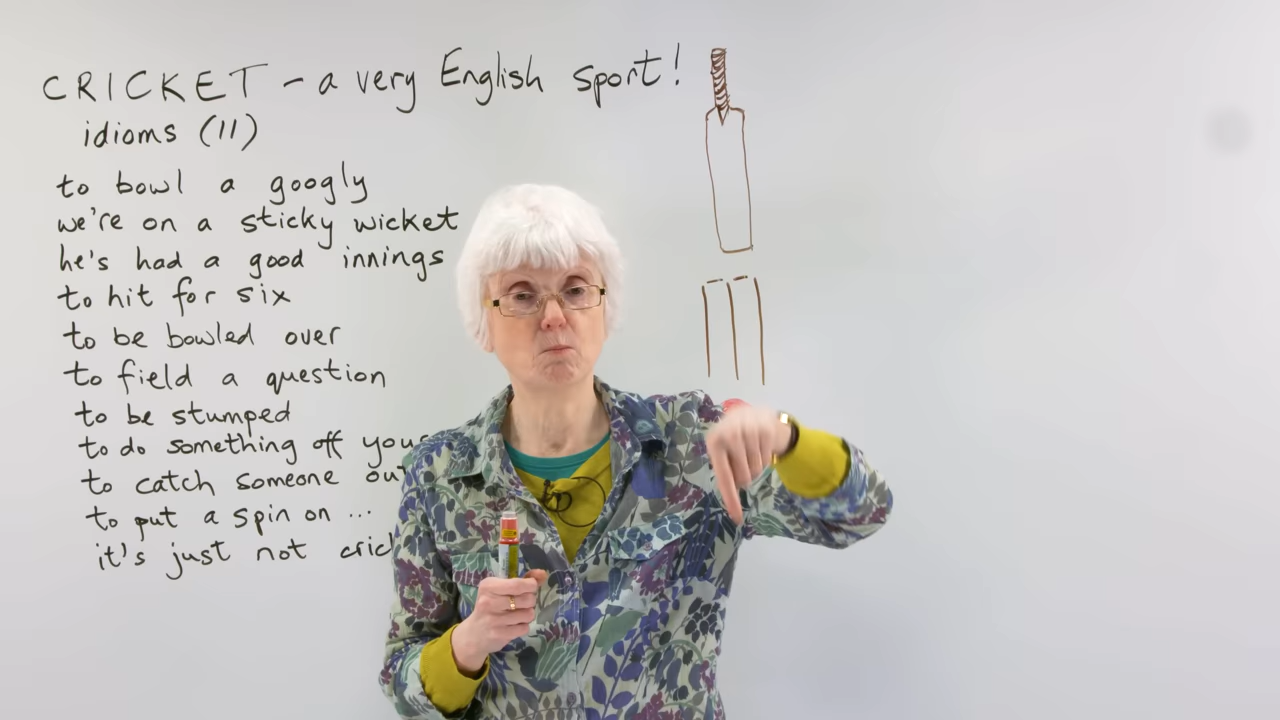 CRICKET - a very English sport!
idioms (11)
to bowl a googly
we're on a sticky wicket
he's had a good innings
to hit for six
to be bowled over
to field a question
to be stumped
to do something off
to catch someone
to put a spin on ...
it's just not